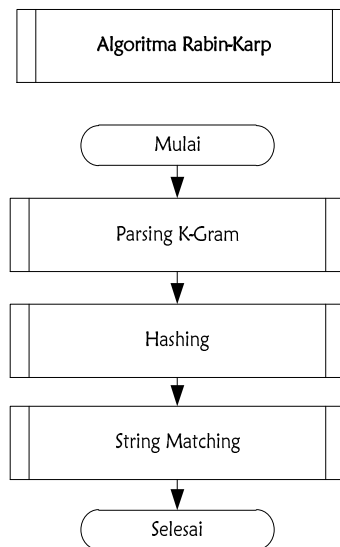 Algoritma Rabin-Karp
Mulai
Parsing K-Gram
Hashing
String Matching
Selesai